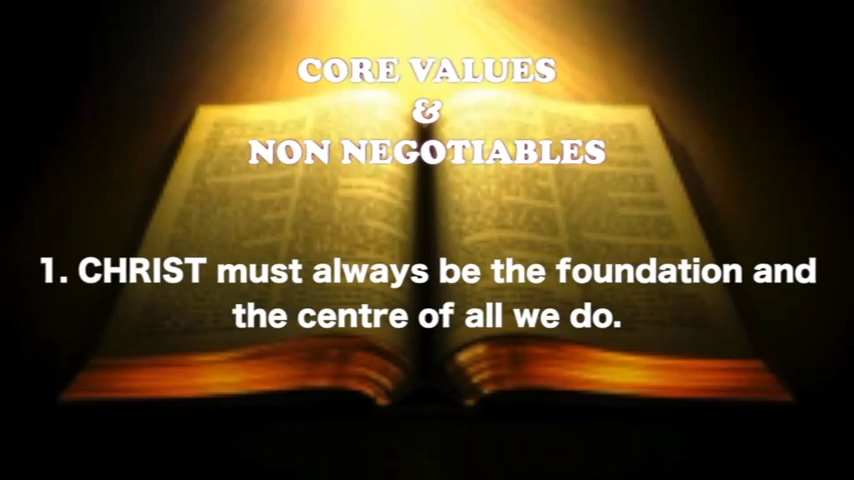 CORE VALUES
&
NON NEGOTIABLES
1. CHRIST must always be the foundation and
the centre of all we do.